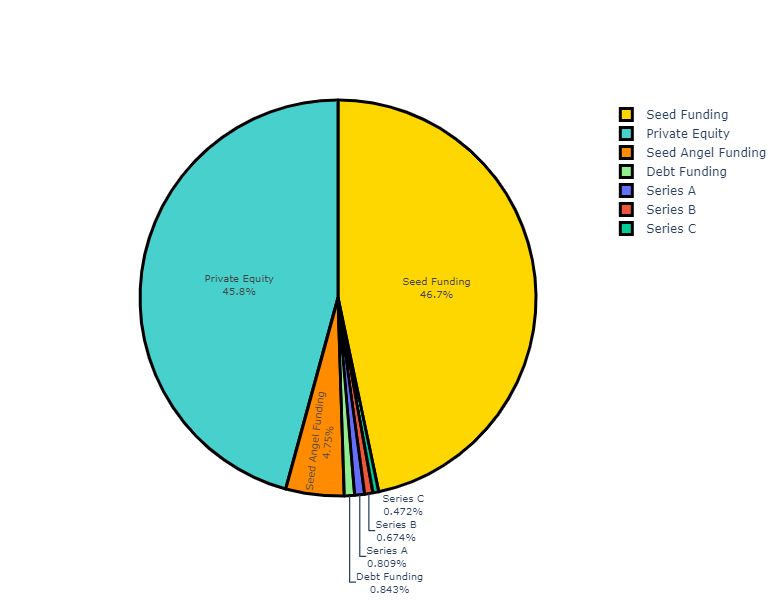 Seed Funding
Private Equity
Seed Angel Funding
Debt Funding
Series A
Series B
Series C
Private Equity
45.8%
Seed Funding
46.7%
Seed Angel Funding
4.75%
Series C
0.472%
Series B
0.674%
Series A
0.809%
Debt Funding
0.843%